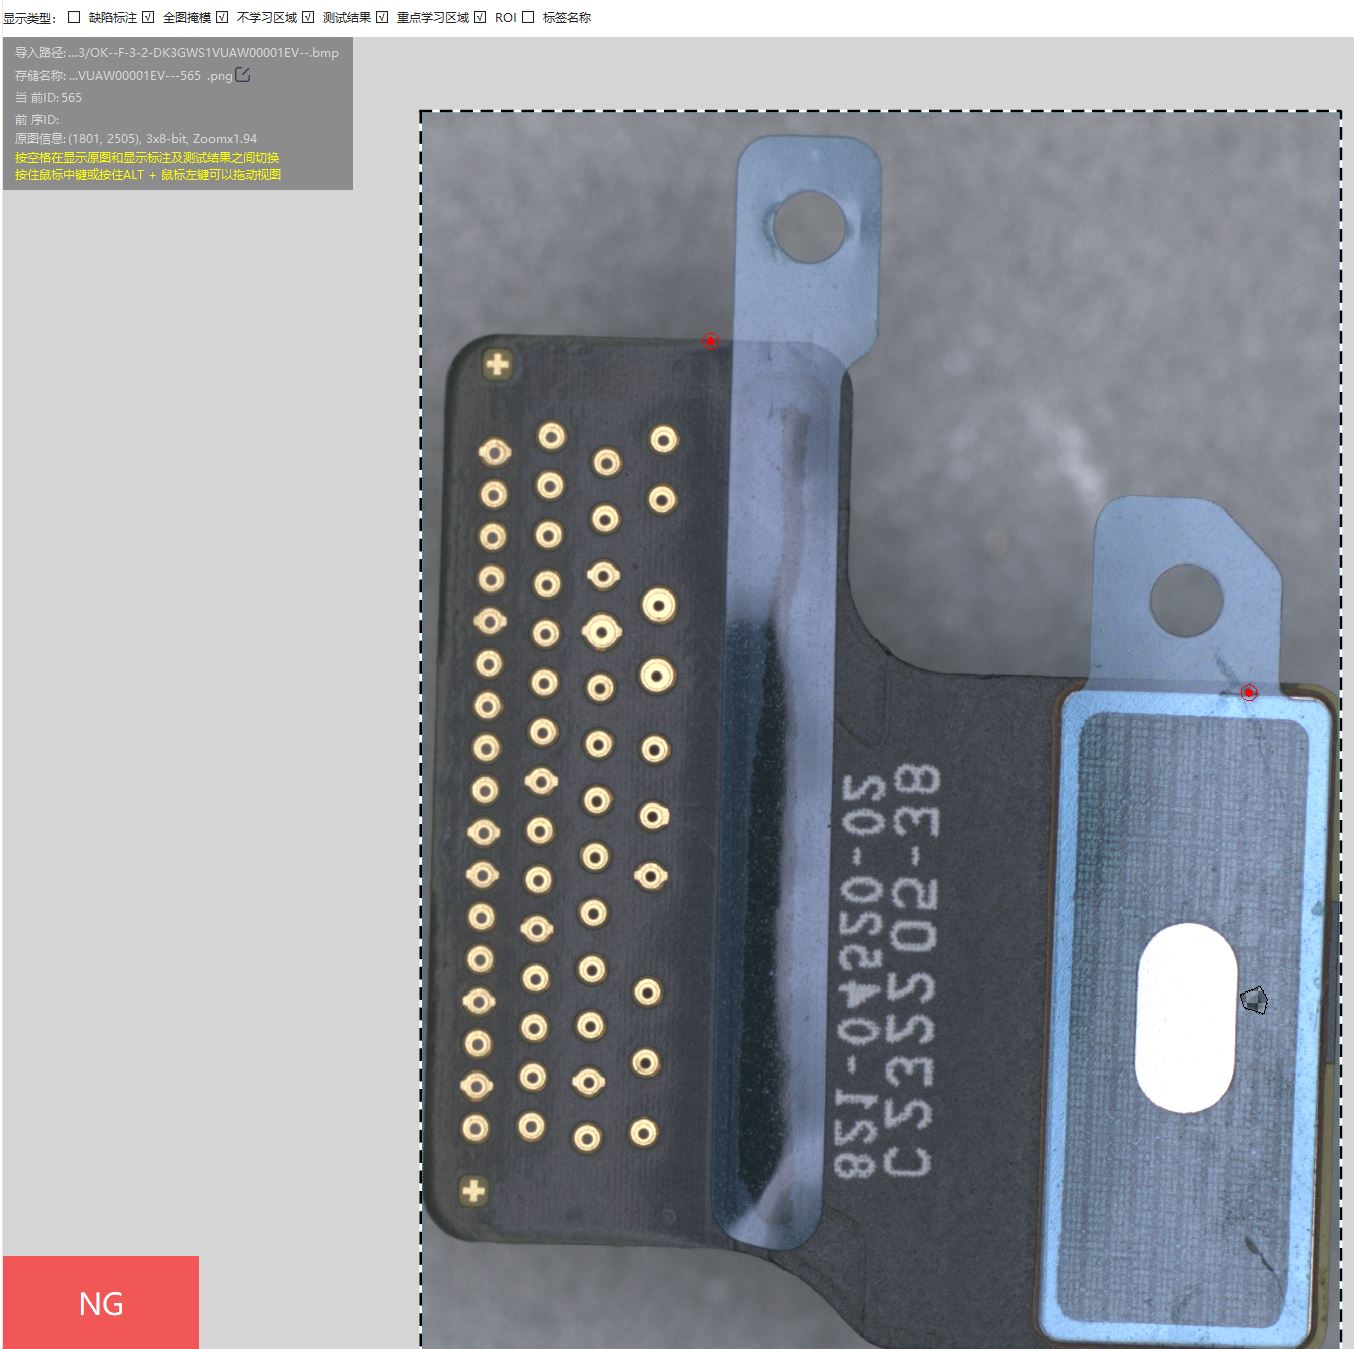 显示类型: 缺陷标注 全图掩模 不学习区域 测试结果 重点学习区域 ROI 标签名称
导入路径: ...3/OK--F-3-2-DK3GWS1VUAW00001EV--.bmp
存储名称: ...VUAW00001EV---565 .png
当 前ID: 565
前 序ID:
原图信息: (1801, 2505), 3x8-bit, Zoomx1.94
按空格在显示原图和显示标注及测试结果之间切换
按住鼠标中键或按住ALT + 鼠标左键可以拖动视图
NG